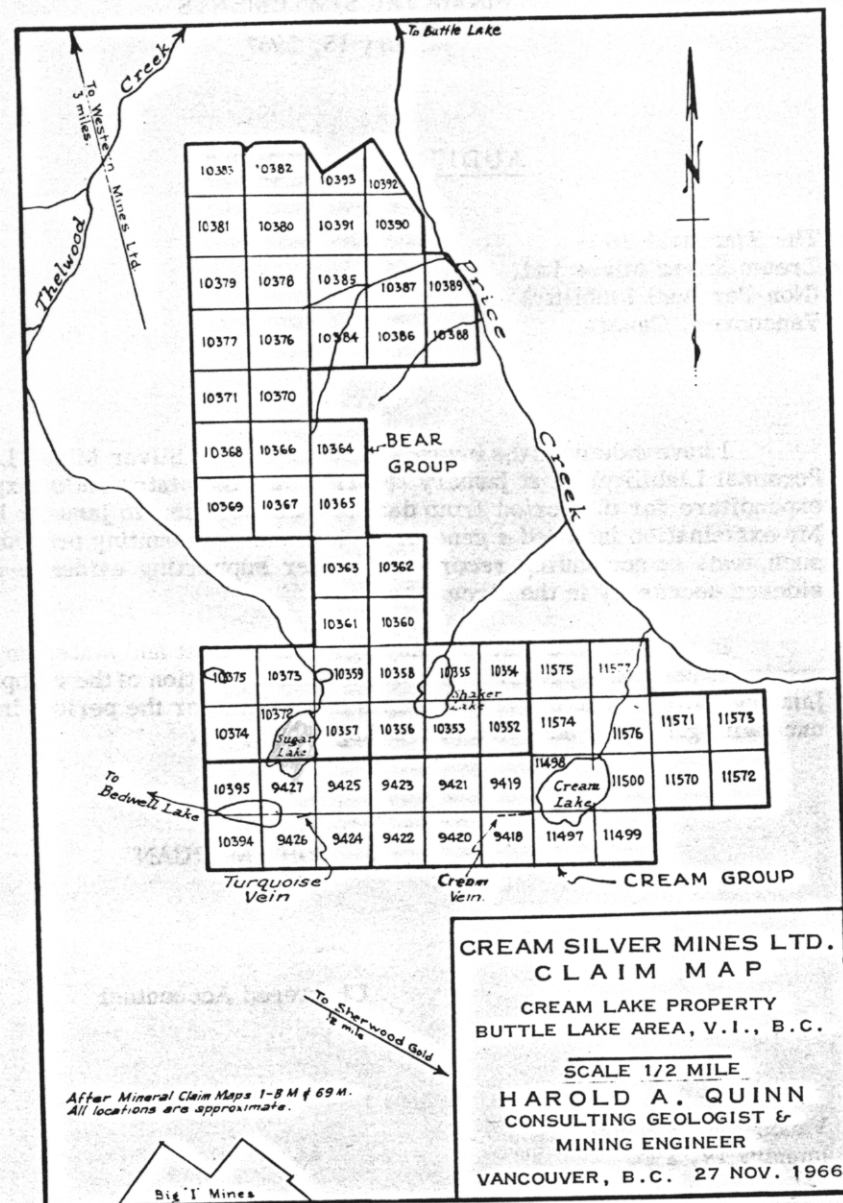 To Buttle Lake
Creek
To Western Mines Ltd.
3 miles.
Thelwood
N
10383 10382 10393 10392
10381 10380 10391 10390
10379 10378 10385 10387 10389
Price
10377 10376 10384 10386 10388
10371 10370
10368 10366 10364
BEAR
GROUP
Creek
10369 10367 10365
10363 10362
10361 10360
10375 10373 10359 10358 10355 10354 11575 11577
Shaker
Lake
10374 10372 10357 10356 10353 10352 11574 11576 11571 11573
Sugar
Lake
11498
10395 9427 9425 9423 9421 9419 11500 11570 11572
Cream
Lake
To
Bedwell Lake
10394 9426 9424 9422 9420 9418 11497 11499
Turquoise
Vein
Cream
Vein.
CREAM GROUP
To Sherwood Gold
1/2 mile
After Mineral Claim Maps 1-8 M & 69 M.
All locations are approximate.
Big "I" Mines
CREAM SILVER MINES LTD.
CLAIM MAP
CREAM LAKE PROPERTY
BUTTLE LAKE AREA, V.I., B.C.
SCALE 1/2 MILE
HAROLD A. QUINN
CONSULTING GEOLOGIST &
MINING ENGINEER
VANCOUVER, B.C. 27 NOV. 1966